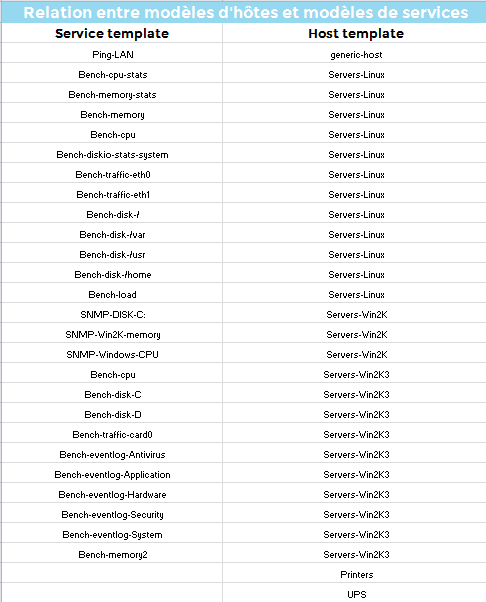 Relation entre modèles d'hôtes et modèles de services
Service template Host template
Ping-LAN generic-host
Bench-cpu-stats Servers-Linux
Bench-memory-stats Servers-Linux
Bench-memory Servers-Linux
Bench-cpu Servers-Linux
Bench-diskio-stats-system Servers-Linux
Bench-traffic-eth0 Servers-Linux
Bench-traffic-eth1 Servers-Linux
Bench-disk-/ Servers-Linux
Bench-disk-/var Servers-Linux
Bench-disk-/usr Servers-Linux
Bench-disk-/home Servers-Linux
Bench-load Servers-Linux
SNMP-DISK-C: Servers-Win2K
SNMP-Win2K-memory Servers-Win2K
SNMP-Windows-CPU Servers-Win2K
Bench-cpu Servers-Win2K3
Bench-disk-C Servers-Win2K3
Bench-disk-D Servers-Win2K3
Bench-traffic-card0 Servers-Win2K3
Bench-eventlog-Antivirus Servers-Win2K3
Bench-eventlog-Application Servers-Win2K3
Bench-eventlog-Hardware Servers-Win2K3
Bench-eventlog-Security Servers-Win2K3
Bench-eventlog-System Servers-Win2K3
Bench-memory2 Servers-Win2K3
Printers
UPS